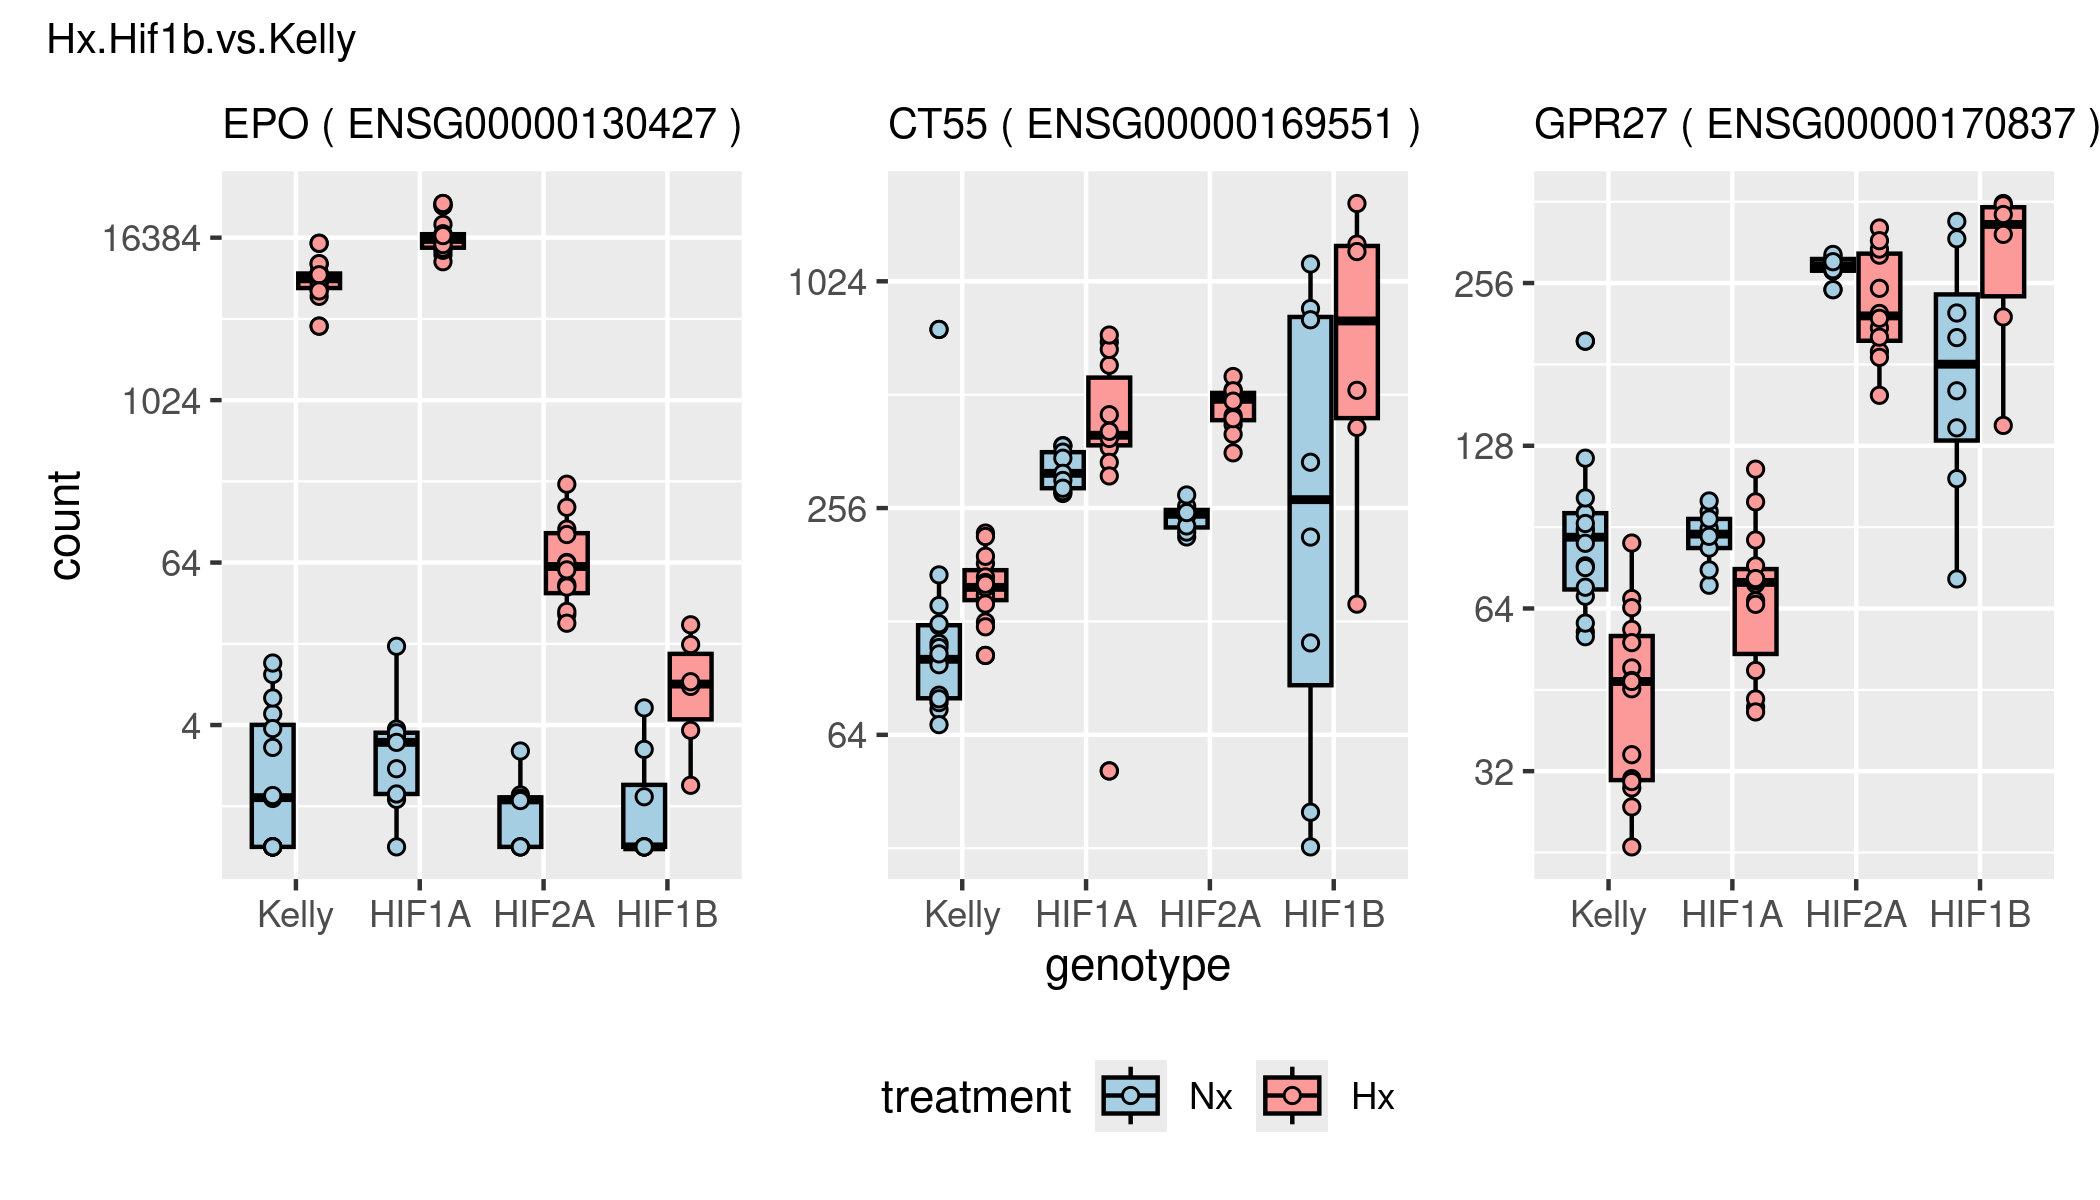 Hx.Hif1b.vs.Kelly
EPO ( ENSG00000130427 )
CT55 ( ENSG00000169551 )
GPR27 ( ENSG00000170837 )
count
16384
1024
64
4
1024
256
64
256
128
64
32
Kelly HIF1A HIF2A HIF1B
Kelly HIF1A HIF2A HIF1B
Kelly HIF1A HIF2A HIF1B
genotype
treatment Nx Hx